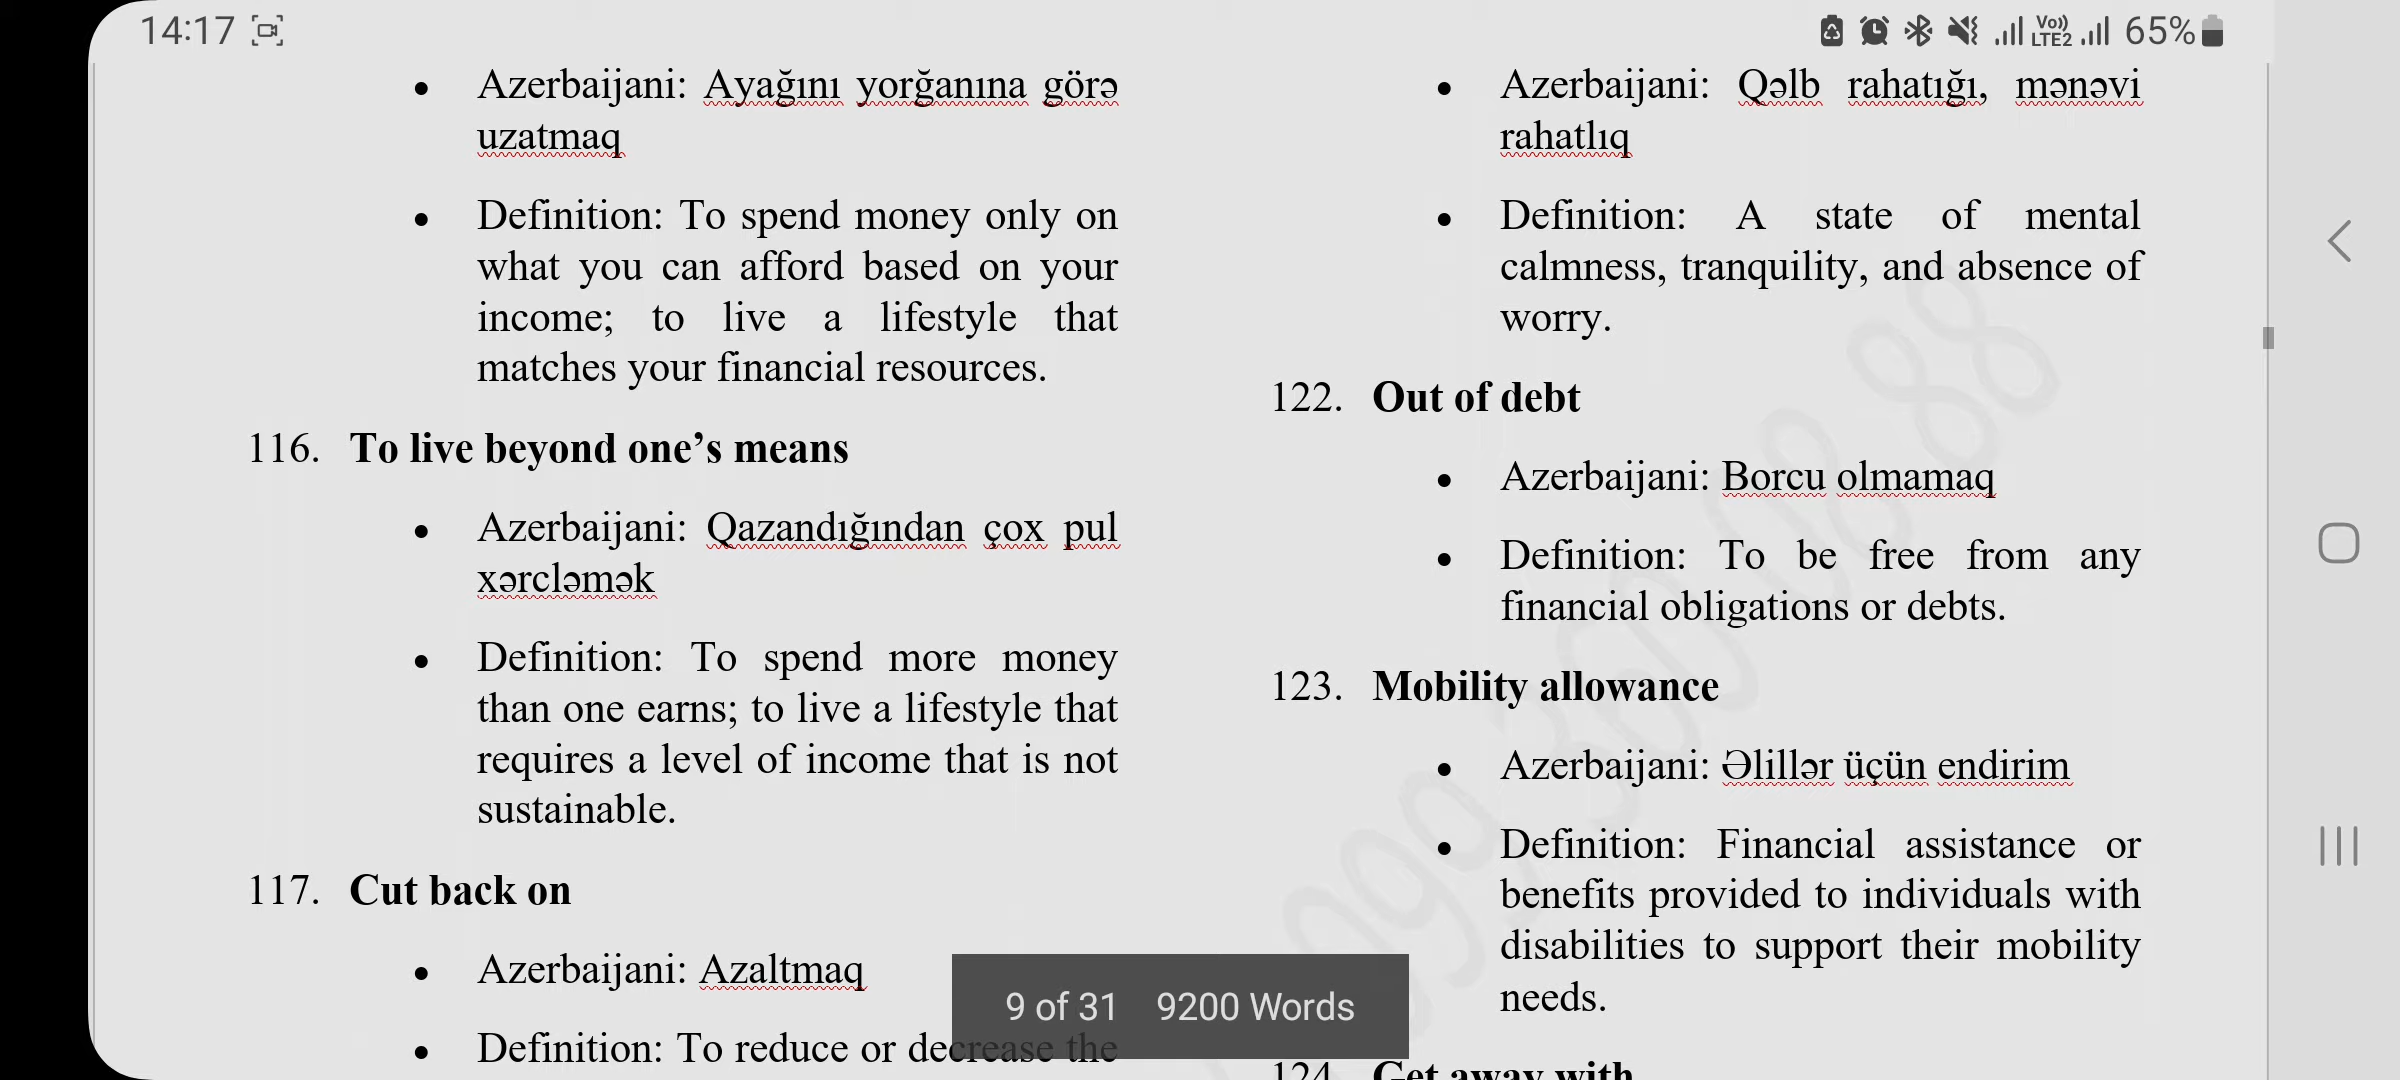 14:17
Vo)) LTE2 65%
• Azerbaijani: Ayağını yorğanına görə
uzatmaq
• Definition: To spend money only on
what you can afford based on your
income; to live a lifestyle that
matches your financial resources.
116. To live beyond one’s means
• Azerbaijani: Qazandığından çox pul
xərcləmək
• Definition: To spend more money
than one earns; to live a lifestyle that
requires a level of income that is not
sustainable.
117. Cut back on
• Azerbaijani: Azaltmaq
• Definition: To reduce or decrease the
• Azerbaijani: Qəlb rahatığı, mənəvi
rahatlıq
• Definition: A state of mental
calmness, tranquility, and absence of
worry.
122. Out of debt
• Azerbaijani: Borcu olmamaq
• Definition: To be free from any
financial obligations or debts.
123. Mobility allowance
• Azerbaijani: Əlillər üçün endirim
• Definition: Financial assistance or
benefits provided to individuals with
disabilities to support their mobility
needs.
124. Get away with
9 of 31 9200 Words